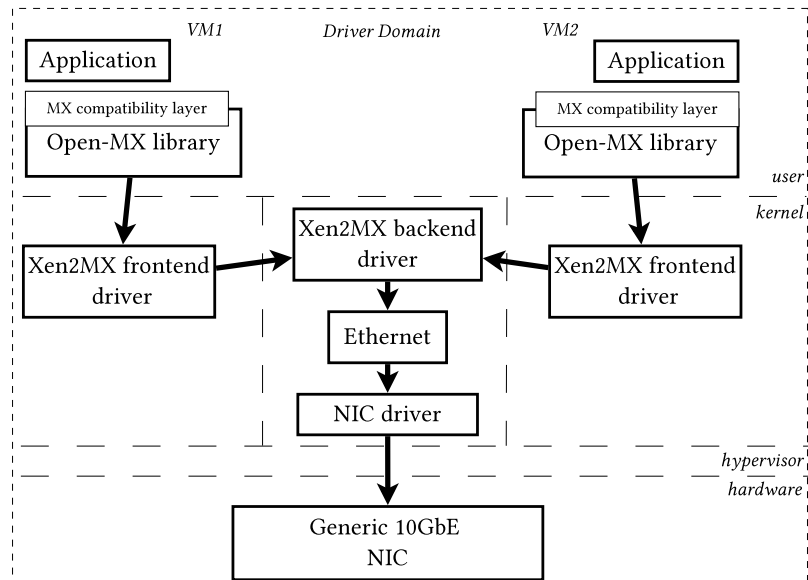 VM1
Driver Domain
VM2
Application
Application
MX compatibility layer
Open-MX library
MX compatibility layer
Open-MX library
user
kernel
Xen2MX frontend
driver
Xen2MX backend
driver
Xen2MX frontend
driver
Ethernet
NIC driver
hypervisor
hardware
Generic 10GbE
NIC